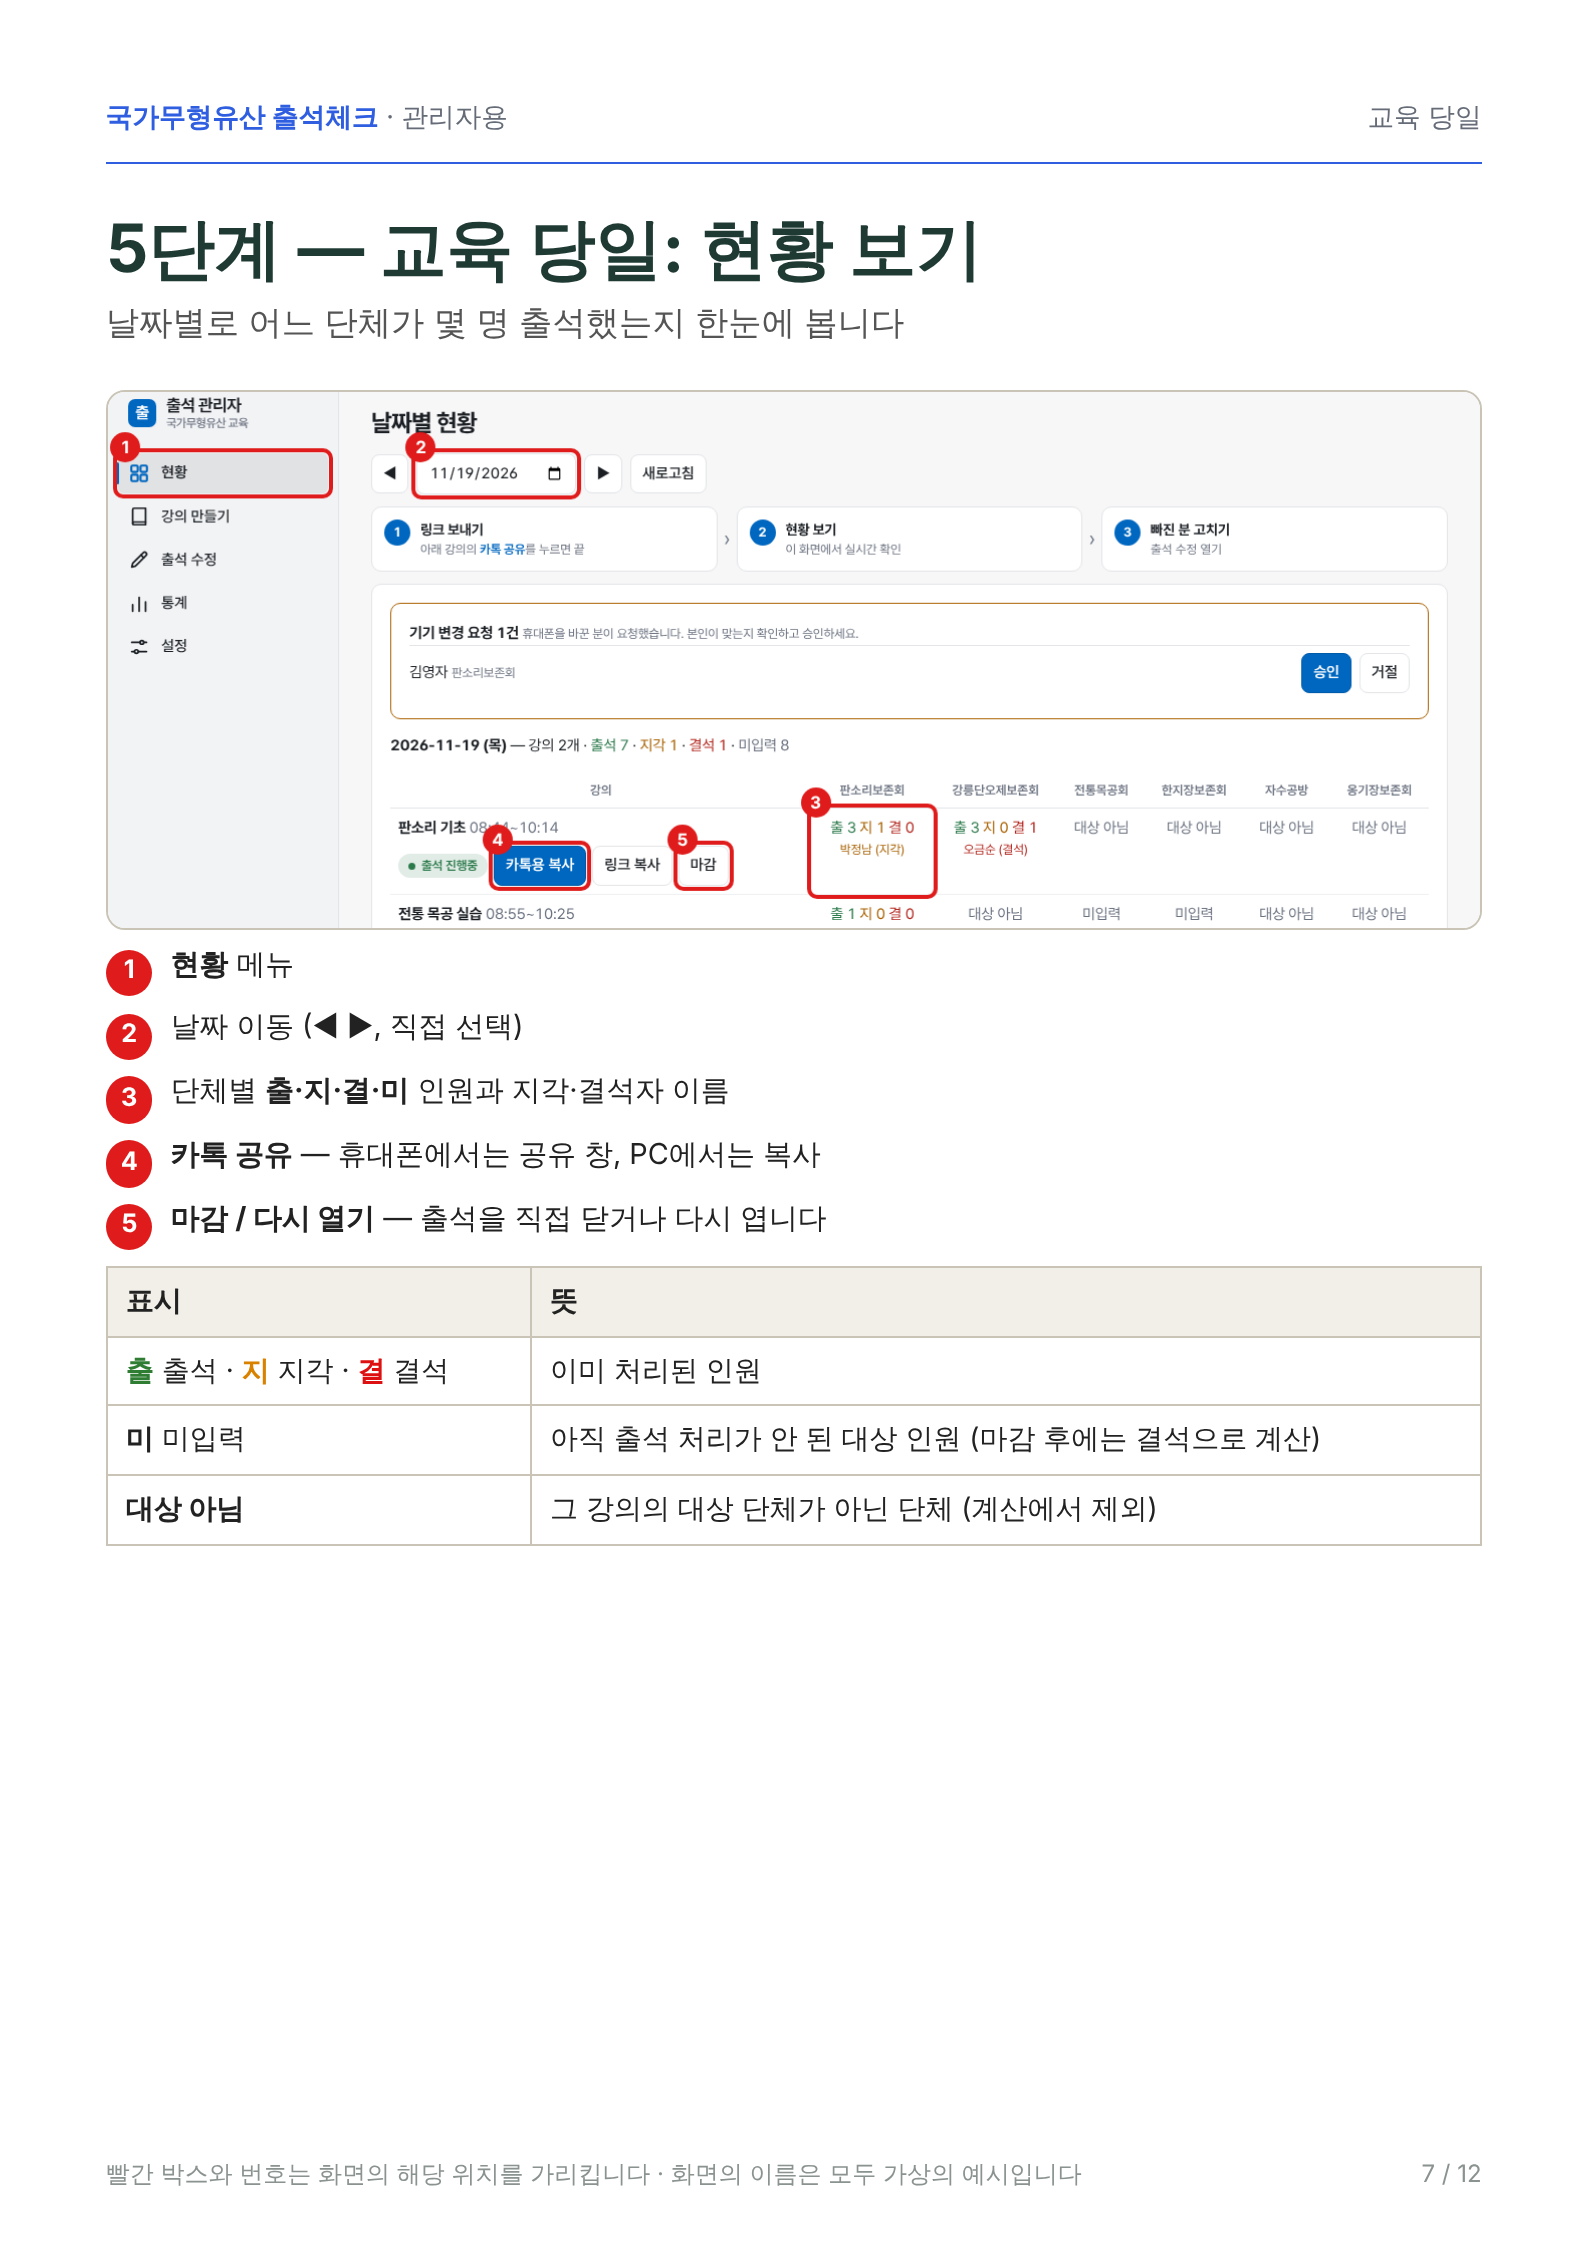 국가무형유산 출석체크 · 관리자용
교육 당일
5단계 — 교육 당일: 현황 보기
날짜별로 어느 단체가 몇 명 출석했는지 한눈에 봅니다
출
출석 관리자
국가무형유산 교육
1
현황
강의 만들기
출석 수정
통계
설정
날짜별 현황
2
◀ 11/19/2026 ▶ 새로고침
1 링크 보내기
아래 강의의 카톡 공유를 누르면 끝
›
2 현황 보기
이 화면에서 실시간 확인
›
3 빠진 분 고치기
출석 수정 열기
기기 변경 요청 1건 휴대폰을 바꾼 분이 요청했습니다. 본인이 맞는지 확인하고 승인하세요.
김영자 판소리보존회 승인 거절
2026-11-19 (목) — 강의 2개 · 출석 7 · 지각 1 · 결석 1 · 미입력 8
강의 판소리보존회 강릉단오제보존회 전통목공회 한지장보존회 자수공방 옹기장보존회
3
판소리 기초 ~10:14 출 3 지 1 결 0 출 3 지 0 결 1 대상 아님 대상 아님 대상 아님 대상 아님
박정남 (지각) 오금순 (결석)
4 5
● 출석 진행중 카톡용 복사 링크 복사 마감
전통 목공 실습 08:55~10:25 출 1 지 0 결 0 대상 아님 미입력 미입력 대상 아님 대상 아님
1 현황 메뉴
2 날짜 이동 (◀ ▶, 직접 선택)
3 단체별 출·지·결·미 인원과 지각·결석자 이름
4 카톡 공유 — 휴대폰에서는 공유 창, PC에서는 복사
5 마감 / 다시 열기 — 출석을 직접 닫거나 다시 엽니다
표시 뜻
출 출석 · 지 지각 · 결 결석 이미 처리된 인원
미 미입력 아직 출석 처리가 안 된 대상 인원 (마감 후에는 결석으로 계산)
대상 아님 그 강의의 대상 단체가 아닌 단체 (계산에서 제외)
빨간 박스와 번호는 화면의 해당 위치를 가리킵니다 · 화면의 이름은 모두 가상의 예시입니다
7 / 12